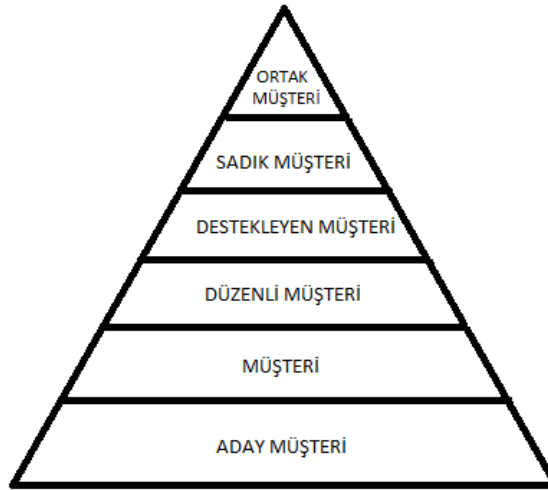 ORTAK
MÜŞTERİ
SADIK MÜŞTERİ
DESTEKLEYEN MÜŞTERİ
DÜZENLİ MÜŞTERİ
MÜŞTERİ
ADAY MÜŞTERİ